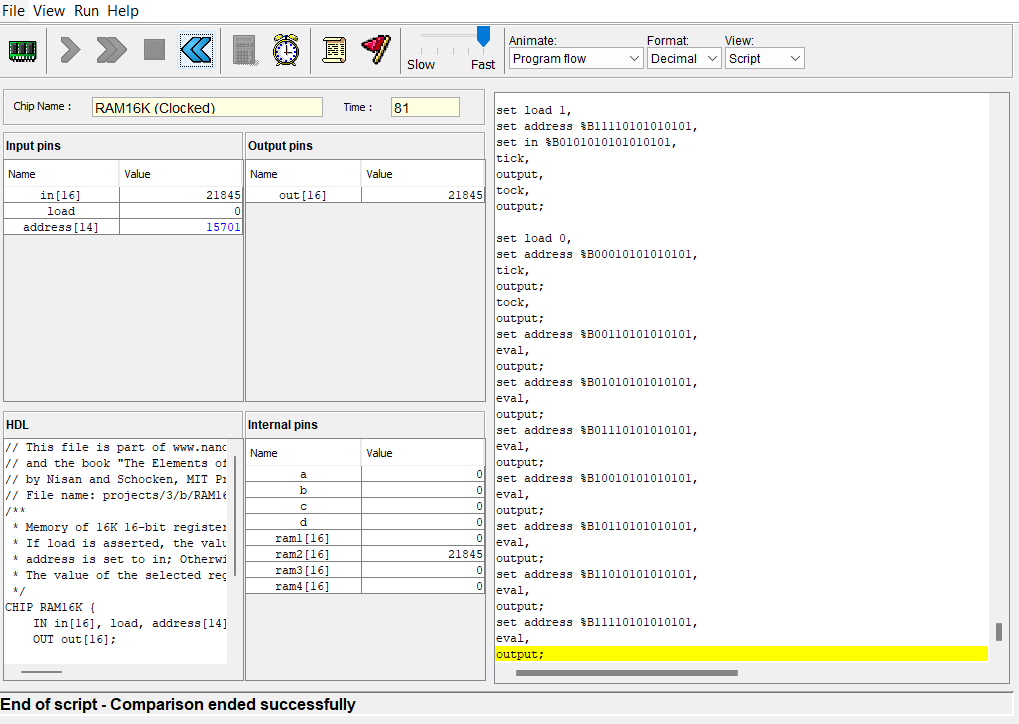 File View Run Help
Slow Fast
Animate:
Program flow
Format:
Decimal
View:
Script
Chip Name :
RAM16K (Clocked)
Time :
81
Input pins
Name Value
in[16] 21845
load 0
address[14] 15701
Output pins
Name Value
out[16] 21845
HDL
// This file is part of www.nand
// and the book "The Elements of
// by Nisan and Schocken, MIT Pr
// File name: projects/3/b/RAM16
/**
* Memory of 16K 16-bit register
* If load is asserted, the valu
* address is set to in; Otherwi
* The value of the selected reg
*/
CHIP RAM16K {
IN in[16], load, address[14]
OUT out[16];
Internal pins
Name Value
a 0
b 0
c 0
d 0
ram1[16] 0
ram2[16] 21845
ram3[16] 0
ram4[16] 0
set load 1,
set address %B11110101010101,
set in %B0101010101010101,
tick,
output,
tock,
output;
set load 0,
set address %B00010101010101,
tick,
output;
tock,
output;
set address %B00110101010101,
eval,
output;
set address %B01010101010101,
eval,
output;
set address %B01110101010101,
eval,
output;
set address %B10010101010101,
eval,
output;
set address %B10110101010101,
eval,
output;
set address %B11010101010101,
eval,
output;
set address %B11110101010101,
eval,
output;
End of script - Comparison ended successfully